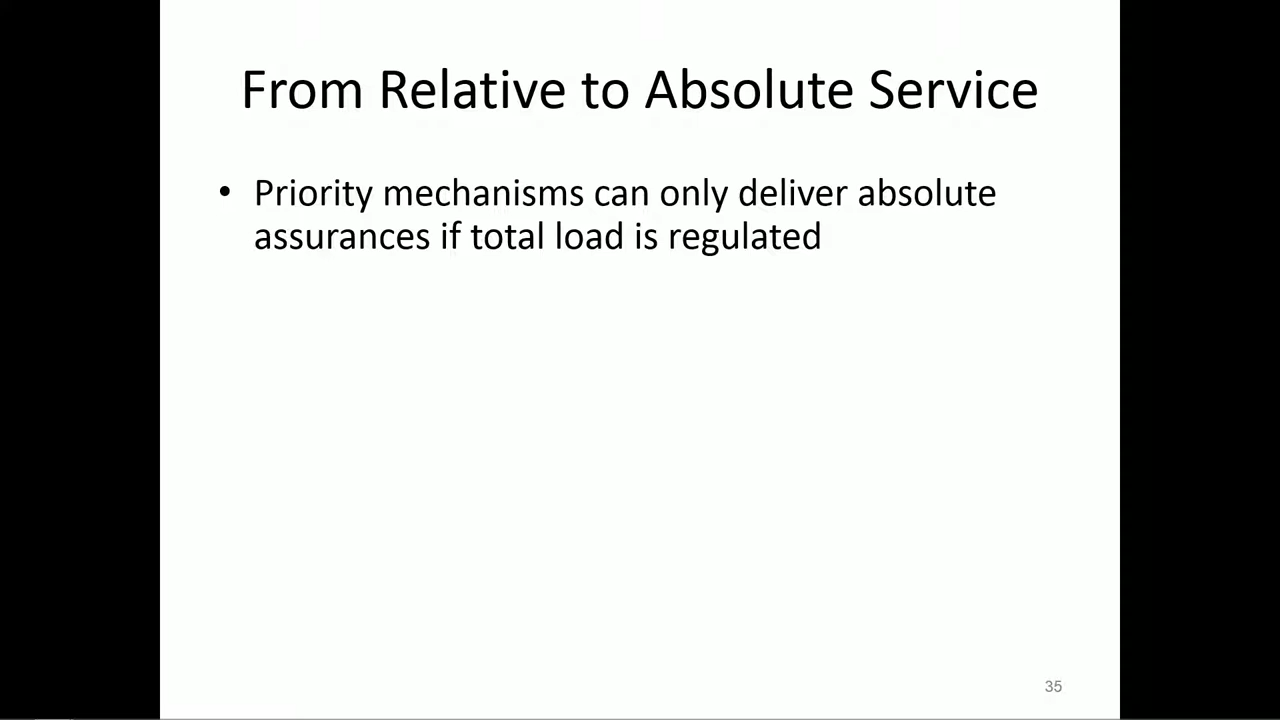 From Relative to Absolute Service
• Priority mechanisms can only deliver absolute
assurances if total load is regulated
35